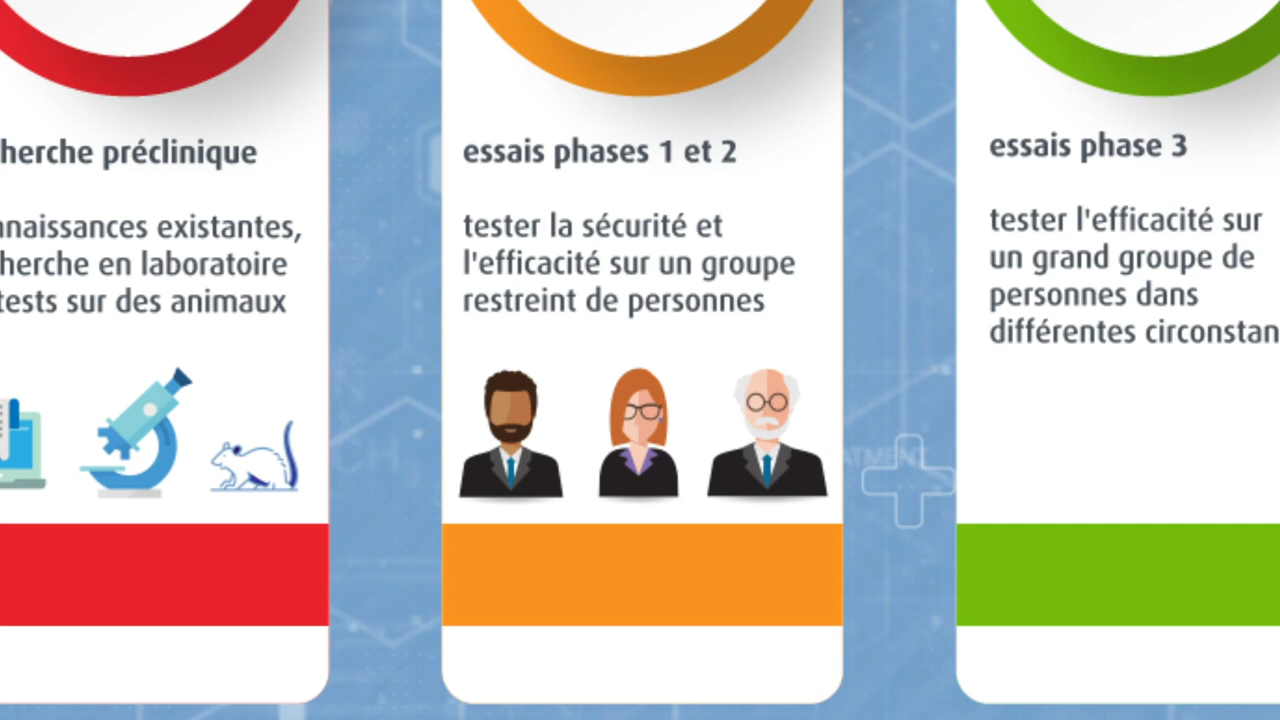 herche préclinique
nnaissances existantes,
herche en laboratoire
tests sur des animaux
essais phases 1 et 2
tester la sécurité et
l'efficacité sur un groupe
restreint de personnes
essais phase 3
tester l'efficacité sur
un grand groupe de
personnes dans
différentes circonstan